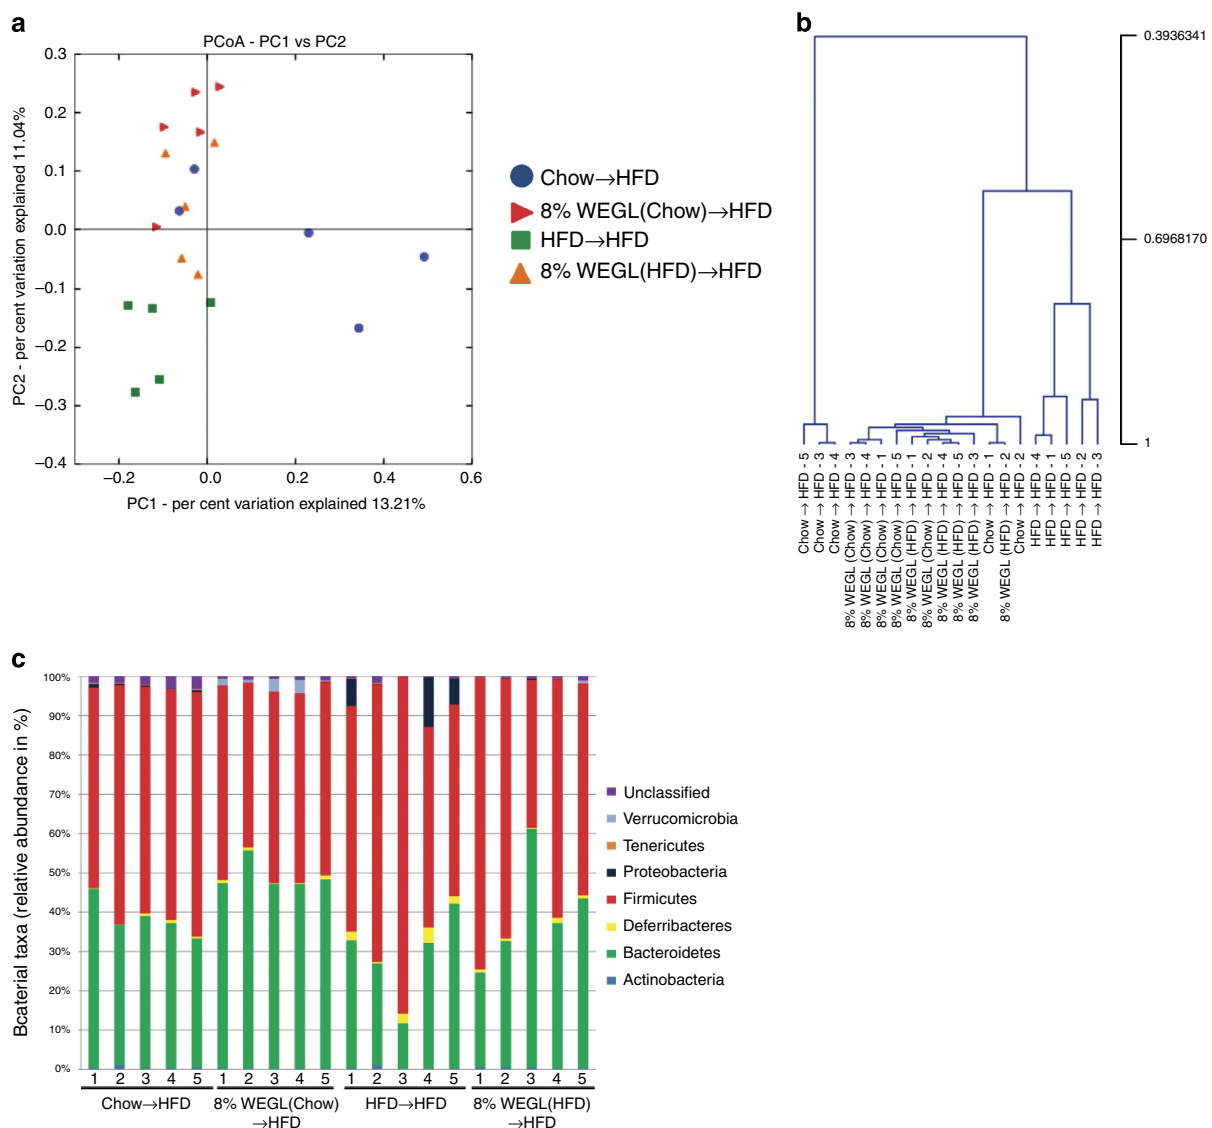 a
PCoA - PC1 vs PC2
PC2 - per cent variation explained 11.04%
0.3
0.2
0.1
0.0
–0.1
–0.2
–0.3
–0.4
–0.2
0.0
0.2
0.4
0.6
PC1 - per cent variation explained 13.21%
Chow→HFD
8% WEGL(Chow)→HFD
HFD→HFD
8% WEGL(HFD)→HFD
b
0.3936341
0.6968170
1
Chow → HFD - 5
Chow → HFD - 3
Chow → HFD - 4
8% WEGL (Chow) → HFD - 3
8% WEGL (Chow) → HFD - 4
8% WEGL (Chow) → HFD - 1
8% WEGL (Chow) → HFD - 5
8% WEGL (HFD) → HFD - 1
8% WEGL (Chow) → HFD - 2
8% WEGL (HFD) → HFD - 4
8% WEGL (HFD) → HFD - 5
8% WEGL (HFD) → HFD - 3
Chow → HFD - 1
8% WEGL (HFD) → HFD - 2
Chow → HFD - 2
HFD → HFD - 4
HFD → HFD - 1
HFD → HFD - 5
HFD → HFD - 2
HFD → HFD - 3
c
Bcaterial taxa (relative abundance in %)
100%
90%
80%
70%
60%
50%
40%
30%
20%
10%
0%
1 2 3 4 5 1 2 3 4 5 1 2 3 4 5 1 2 3 4 5
Chow→HFD
8% WEGL(Chow)
→HFD
HFD→HFD
8% WEGL(HFD)
→HFD
Unclassified
Verrucomicrobia
Tenericutes
Proteobacteria
Firmicutes
Deferribacteres
Bacteroidetes
Actinobacteria